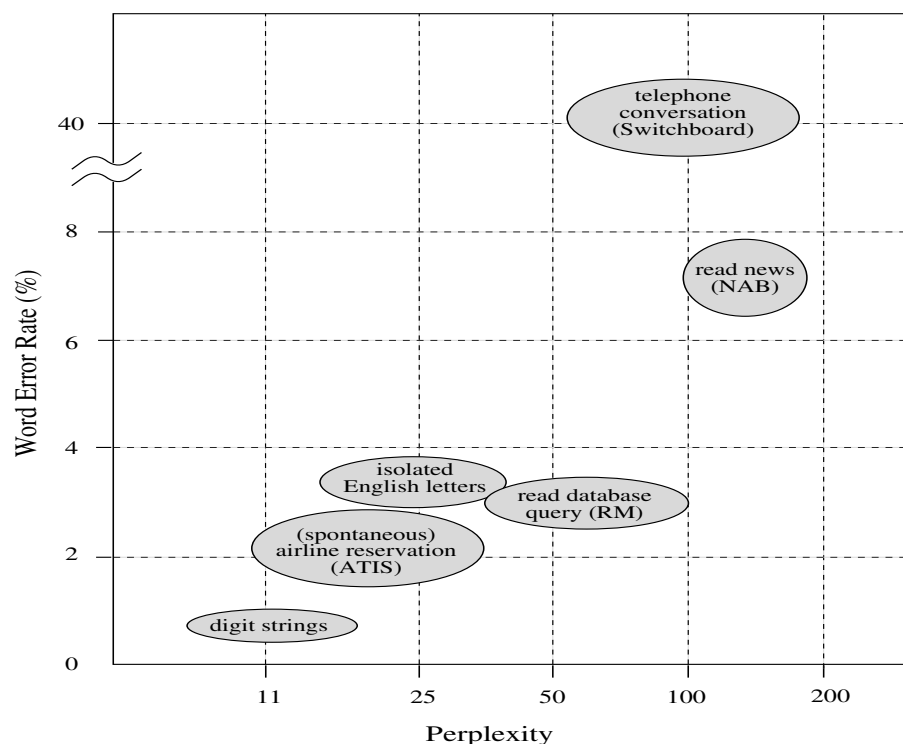 telephone
conversation
(Switchboard)
40
8
read news
(NAB)
Word Error Rate (%)
6
4
isolated
English letters
read database
query (RM)
(spontaneous)
airline reservation
(ATIS)
2
digit strings
0
11
25
50
100
200
Perplexity